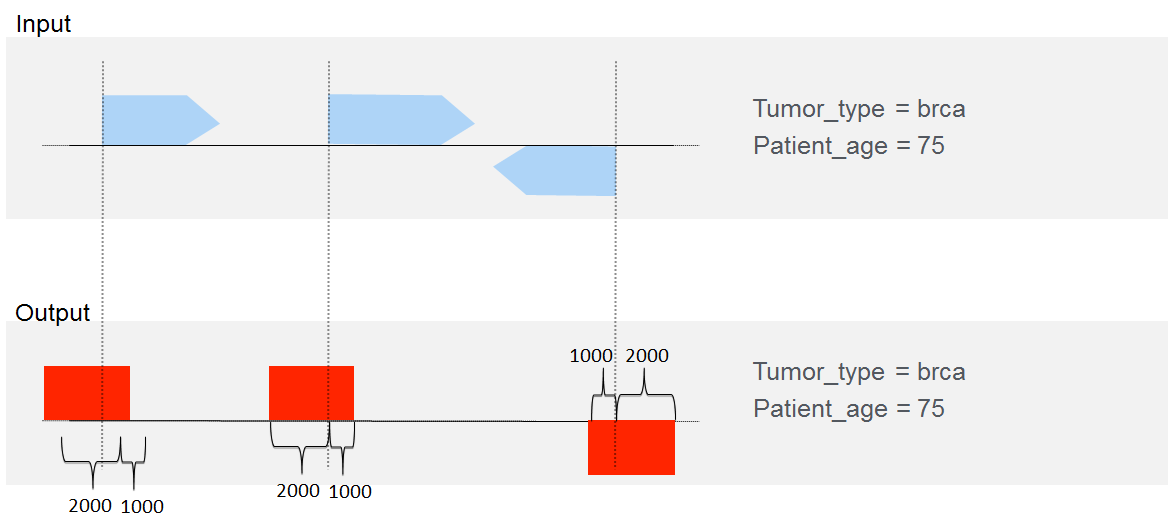 Input
Tumor_type = brca
Patient_age = 75
Output
1000 2000
Tumor_type = brca
Patient_age = 75
2000 1000
2000 1000